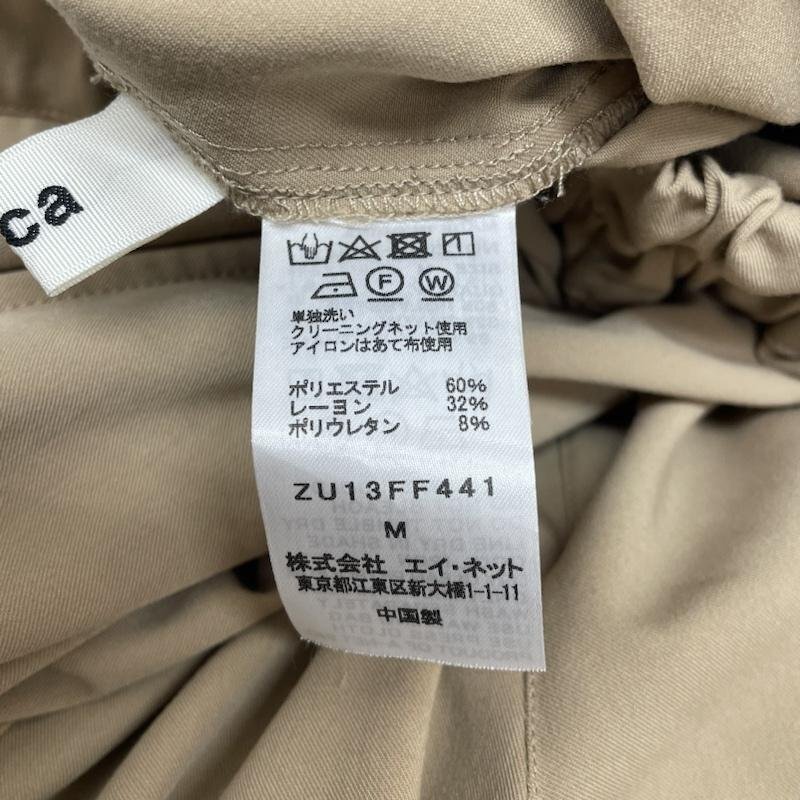 ca
F W
単独洗い
クリーニングネット使用
アイロンはあて布使用
ポリエステル 60%
レーヨン 32%
ポリウレタン 8%
ZU13FF441
M
株式会社 エイ・ネット
東京都江東区新大橋1-1-11
中国製